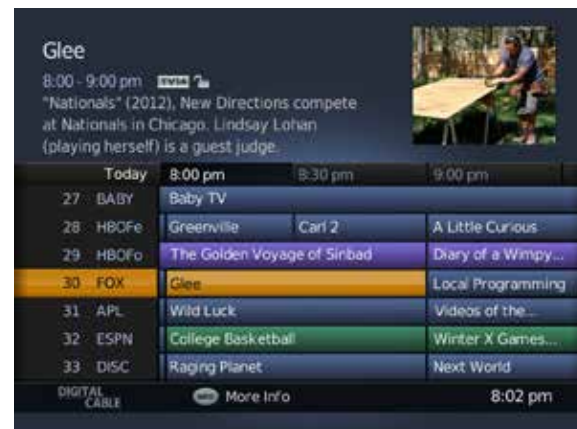 Glee
8:00 - 9:00 pm TV14
"Nationals" (2012), New Directions compete
at Nationals in Chicago. Lindsay Lohan
(playing herself) is a guest judge.
Today 8:00 pm 8:30 pm 9:00 pm
27 BABY Baby TV
28 HBOFe Greenville Carl 2 A Little Curious
29 HBOFo The Golden Voyage of Sinbad Diary of a Wimpy...
30 FOX Glee Local Programming
31 APL Wild Luck Videos of the...
32 ESPN College Basketball Winter X Games...
33 DISC Raging Planet Next World
DIGITAL CABLE More Info 8:02 pm